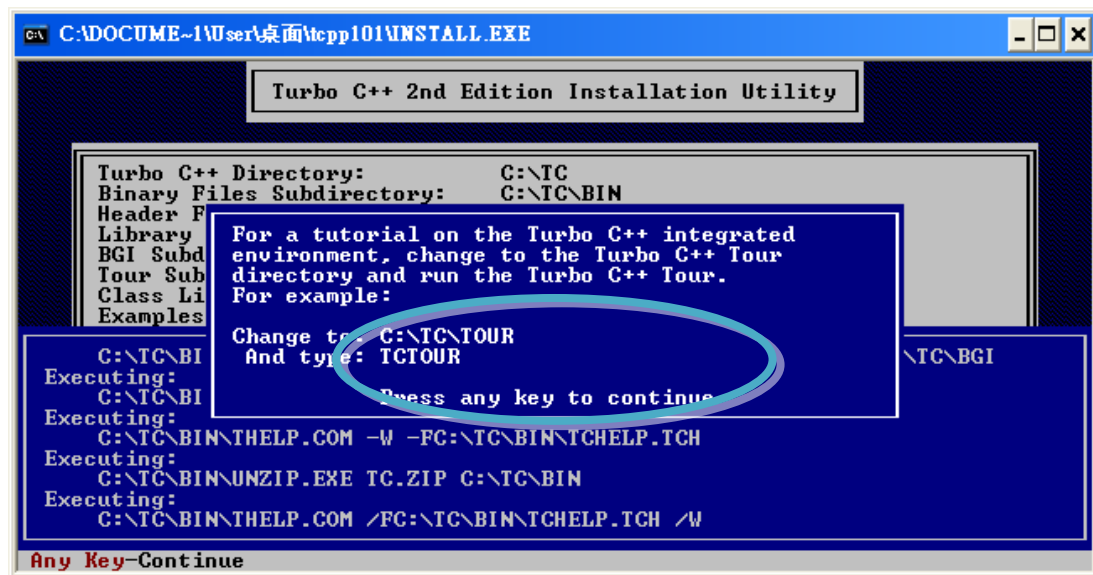 C:\DOCUME~1\User\桌面\tcpp101\INSTALL.EXE
Turbo C++ 2nd Edition Installation Utility
Turbo C++ Directory: C:\TC
Binary Files Subdirectory: C:\TC\BIN
Header F
Library
BGI Subd
Tour Sub
Class Li
Examples
For a tutorial on the Turbo C++ integrated
environment, change to the Turbo C++ Tour
directory and run the Turbo C++ Tour.
For example:
Change to: C:\TC\TOUR
And type: TCTOUR
Press any key to continue
C:\TC\BI \TC\BGI
Executing:
C:\TC\BI
Executing:
C:\TC\BIN\THELP.COM -W -FC:\TC\BIN\TCHELP.TCH
Executing:
C:\TC\BIN\UNZIP.EXE TC.ZIP C:\TC\BIN
Executing:
C:\TC\BIN\THELP.COM /FC:\TC\BIN\TCHELP.TCH /W
Any Key-Continue